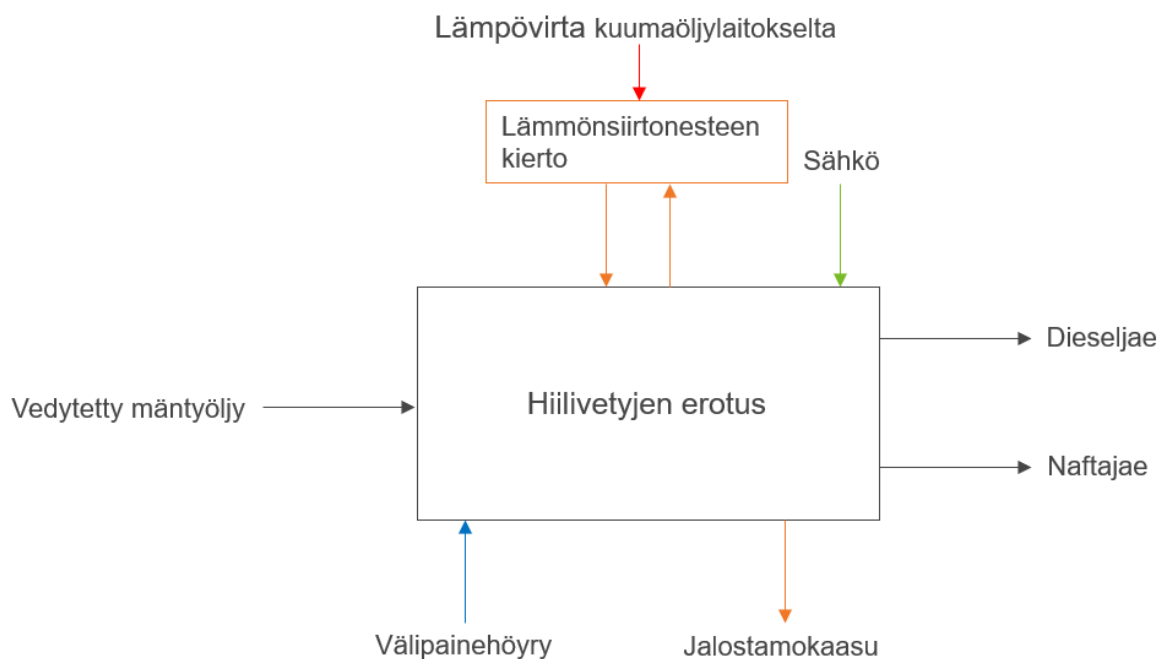 Lämpövirta kuumaöljylaitokselta
Lämmönsiirtonesteen
kierto
Sähkö
Dieseljae
Hiilivetyjen erotus
Vedytetty mäntyöljy
Naftajae
Välipainehöyry
Jalostamokaasu